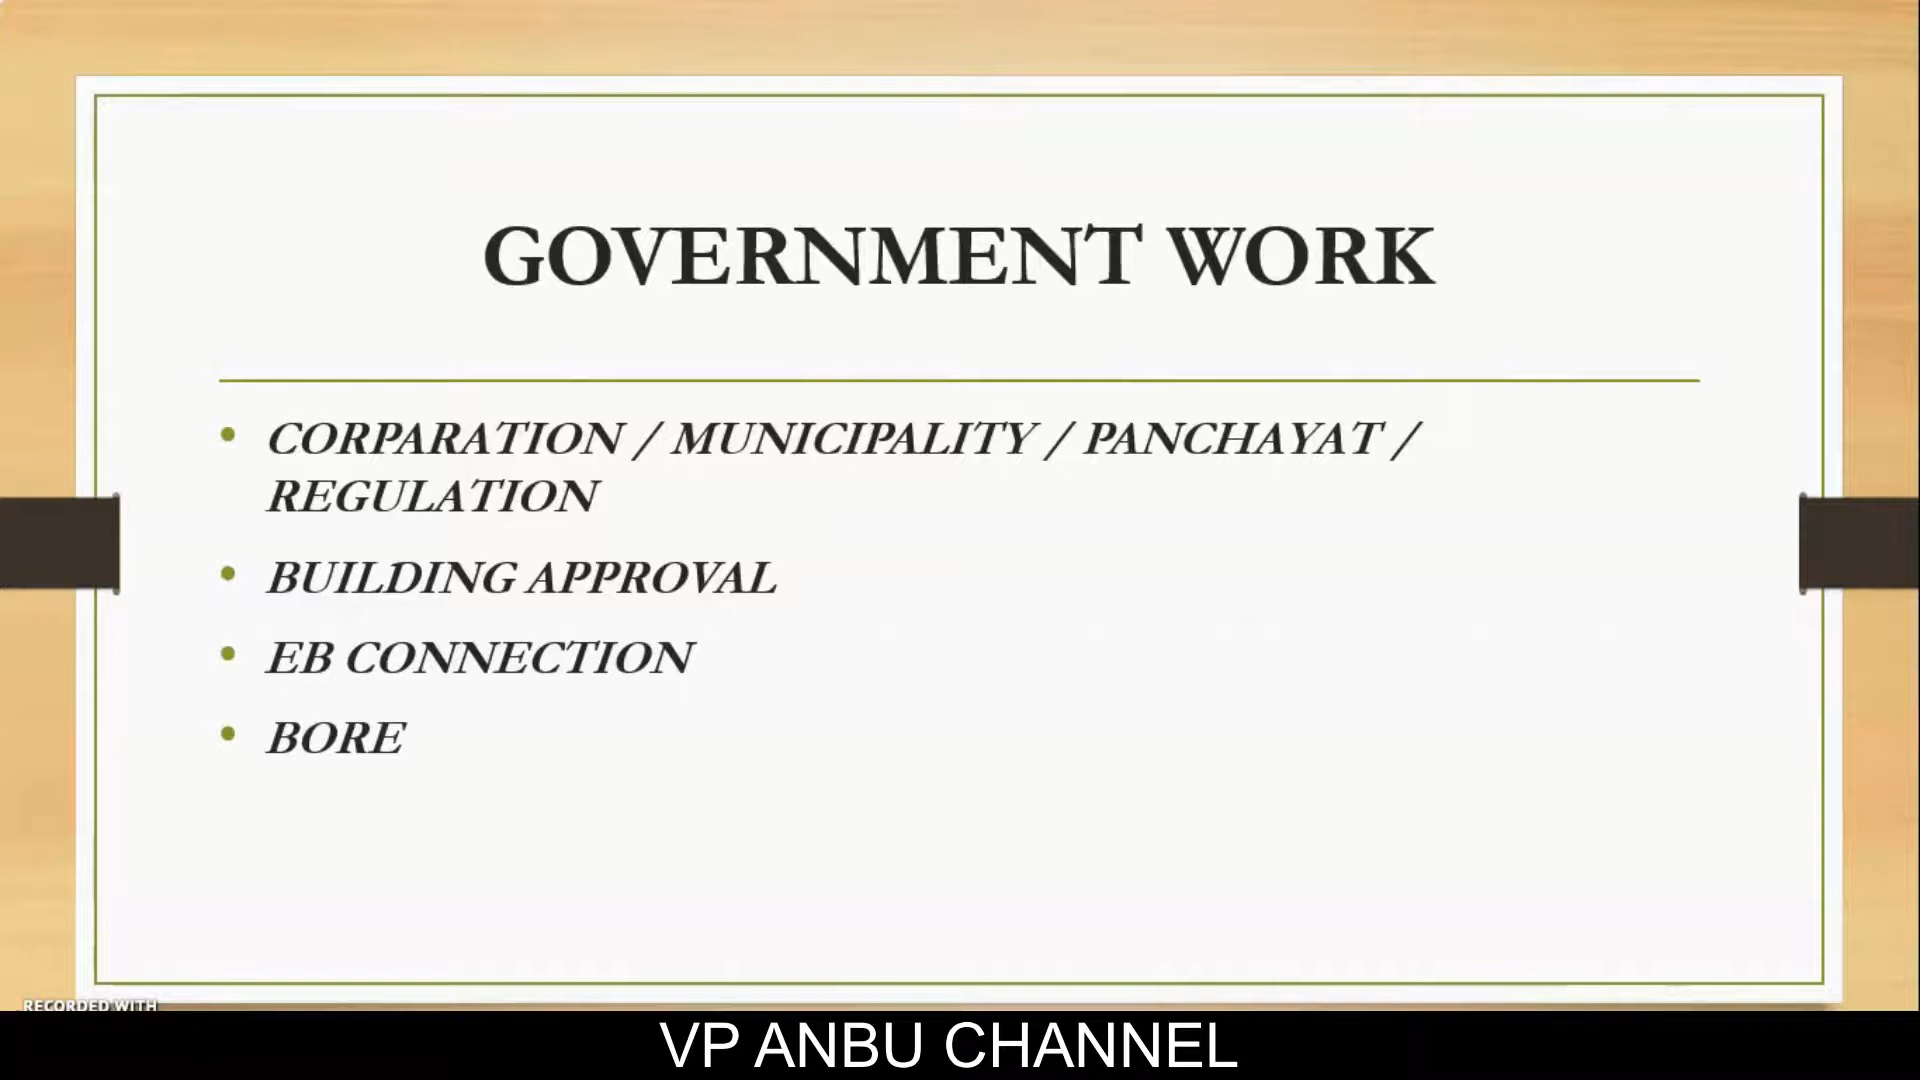 GOVERNMENT WORK
• CORPARATION / MUNICIPALITY / PANCHAYAT /
REGULATION
• BUILDING APPROVAL
• EB CONNECTION
• BORE
RECORDED WITH
VP ANBU CHANNEL